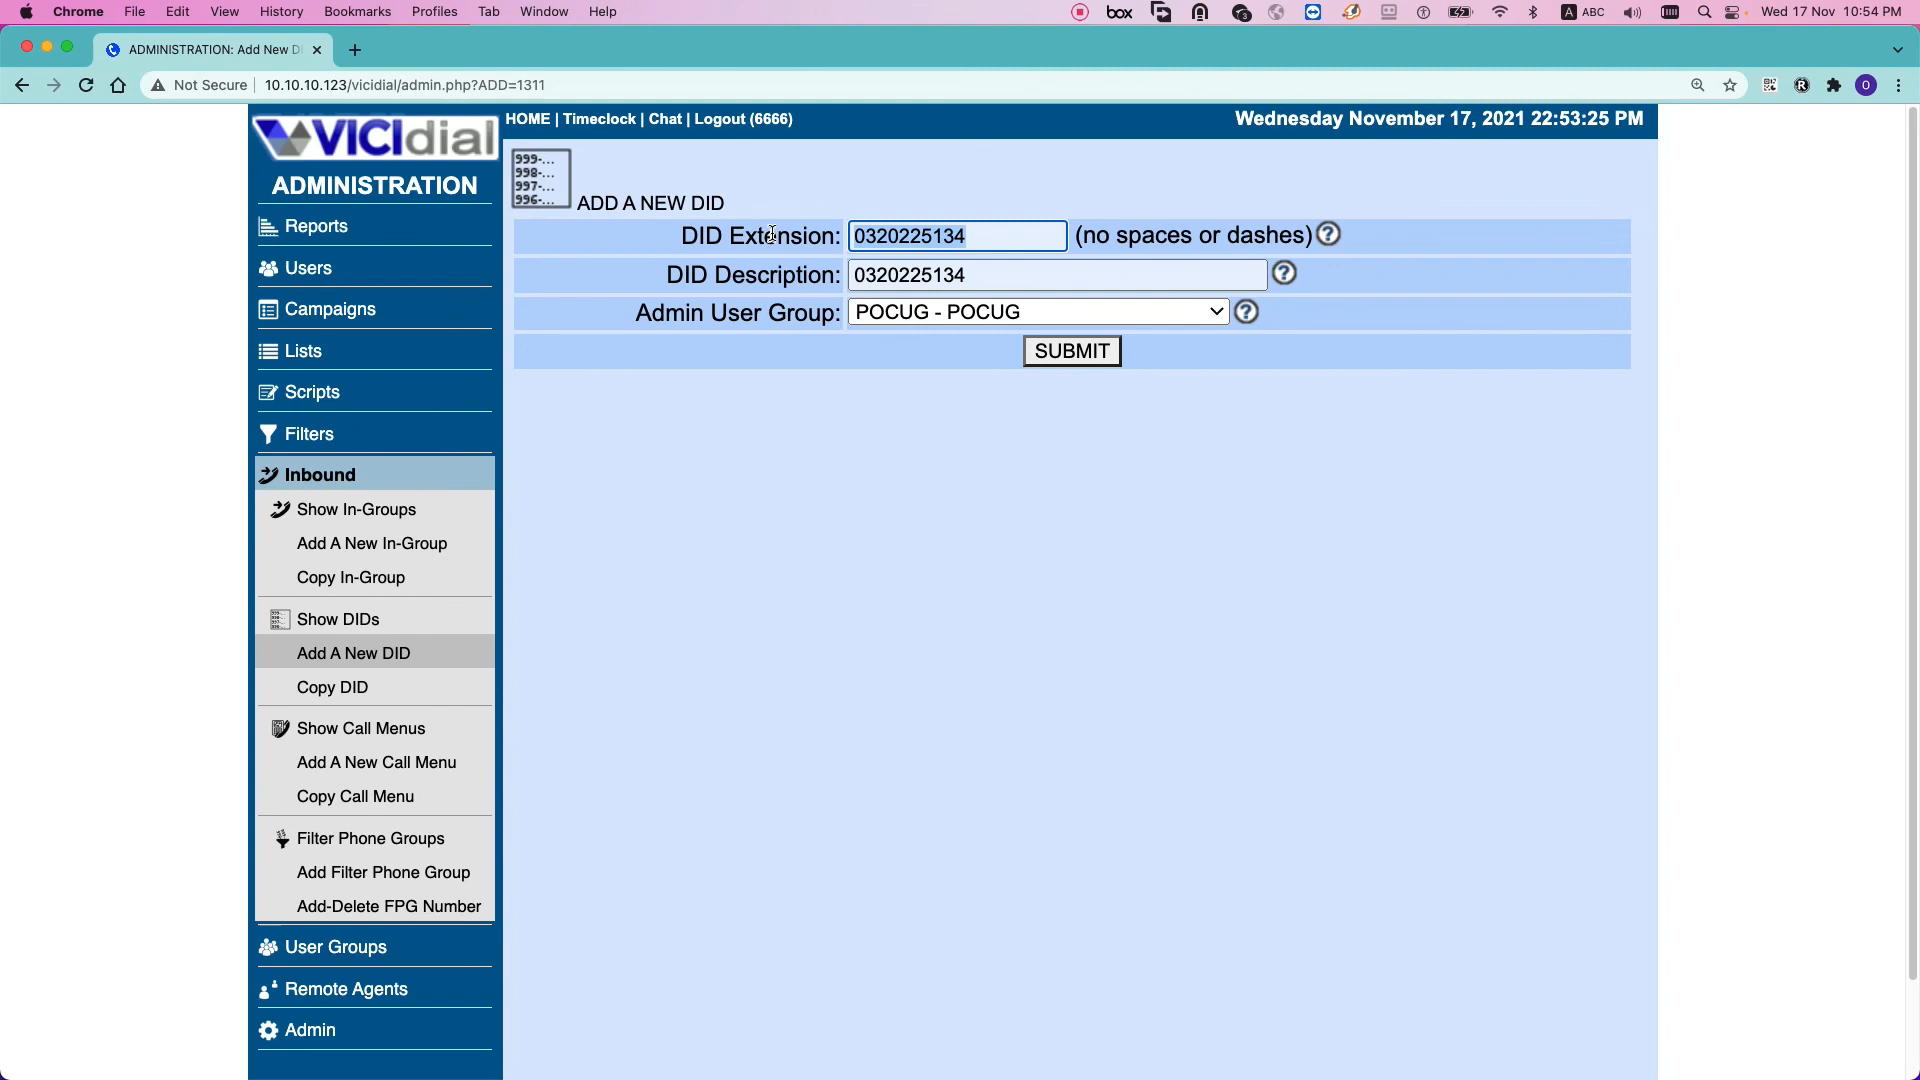 Chrome File Edit View History Bookmarks Profiles Tab Window Help box 3 A ABC Wed 17 Nov 10:54 PM
ADMINISTRATION: Add New D
Not Secure 10.10.10.123/vicidial/admin.php?ADD=1311 R O
VICIdial
HOME | Timeclock | Chat | Logout (6666)
Wednesday November 17, 2021 22:53:25 PM
ADMINISTRATION
Reports
Users
Campaigns
Lists
Scripts
Filters
Inbound
Show In-Groups
Add A New In-Group
Copy In-Group
Show DIDs
Add A New DID
Copy DID
Show Call Menus
Add A New Call Menu
Copy Call Menu
Filter Phone Groups
Add Filter Phone Group
Add-Delete FPG Number
User Groups
Remote Agents
Admin
999-...
998-...
997-...
996-...
ADD A NEW DID
DID Extension: 0320225134 (no spaces or dashes) ?
DID Description: 0320225134 ?
Admin User Group: POCUG - POCUG ?
SUBMIT